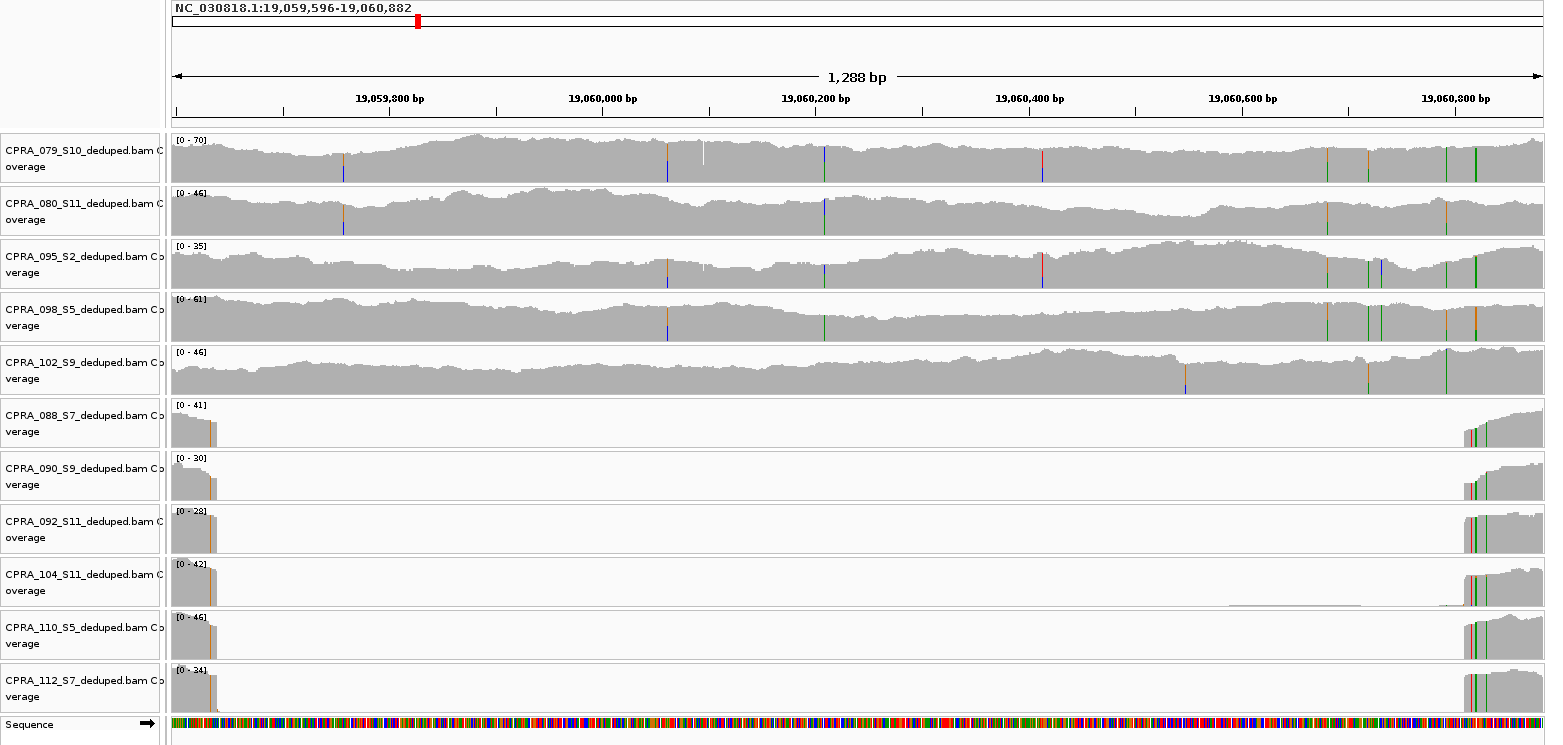 NC_030818.1:19,059,596-19,060,882
1,288 bp
19,059,800 bp 19,060,000 bp 19,060,200 bp 19,060,400 bp 19,060,600 bp 19,060,800 bp
[0 - 70]
CPRA_079_S10_deduped.bam C
overage
[0 - 46]
CPRA_080_S11_deduped.bam C
overage
[0 - 35]
CPRA_095_S2_deduped.bam Co
verage
[0 - 61]
CPRA_098_S5_deduped.bam Co
verage
[0 - 46]
CPRA_102_S9_deduped.bam Co
verage
[0 - 41]
CPRA_088_S7_deduped.bam Co
verage
[0 - 30]
CPRA_090_S9_deduped.bam Co
verage
[0 - 28]
CPRA_092_S11_deduped.bam C
overage
[0 - 42]
CPRA_104_S11_deduped.bam C
overage
[0 - 46]
CPRA_110_S5_deduped.bam Co
verage
[0 - 34]
CPRA_112_S7_deduped.bam Co
verage
Sequence